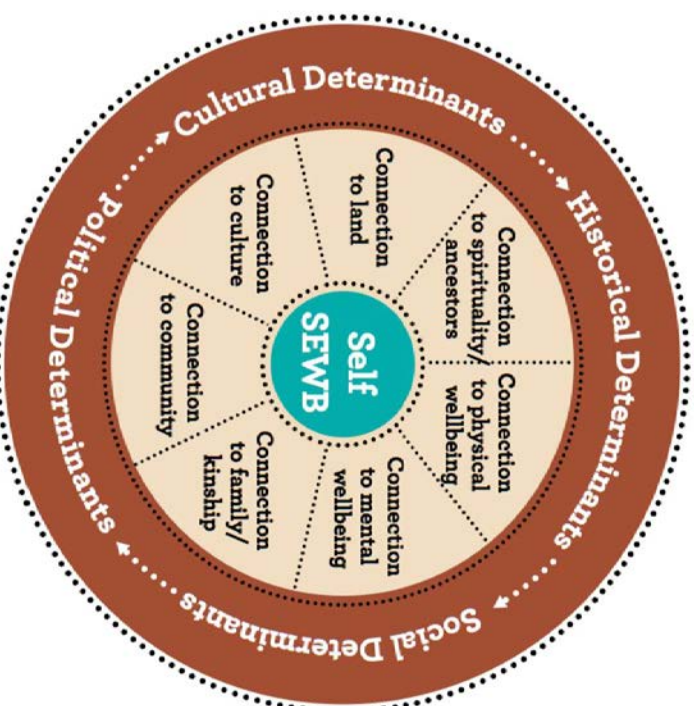 Historical Determinants
Social Determinants
Political Determinants
Cultural Determinants
Connection
to spirituality/
ancestors
Connection
to physical
wellbeing
Connection
to mental
wellbeing
Connection
to family/
kinship
Connection
to community
Connection
to culture
Connection
to land
Self
SEWB